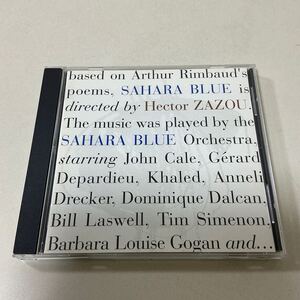 based on Arthur Rimbaud's
poems, SAHARA BLUE is
directed by Hector ZAZOU.
The music was played by the
SAHARA BLUE Orchestra,
starring John Cale, Gérard
Depardieu, Khaled, Anneli
Drecker, Dominique Dalcan,
Bill Laswell, Tim Simenon,
Barbara Louise Gogan and...